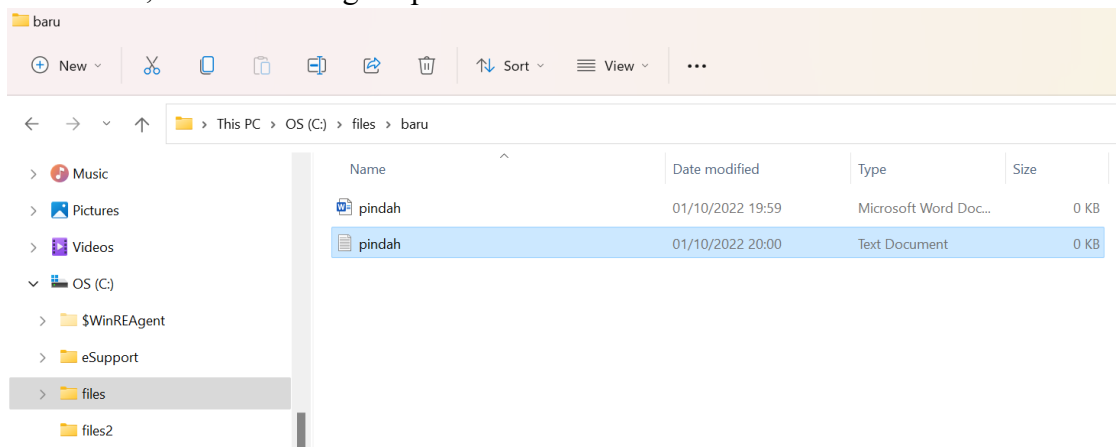 baru
New
Sort
View
This PC > OS (C:) > files > baru
Name Date modified Type Size
Music
Pictures
Videos
OS (C:)
$WinREAgent
eSupport
files
files2
pindah 01/10/2022 19:59 Microsoft Word Doc... 0 KB
pindah 01/10/2022 20:00 Text Document 0 KB